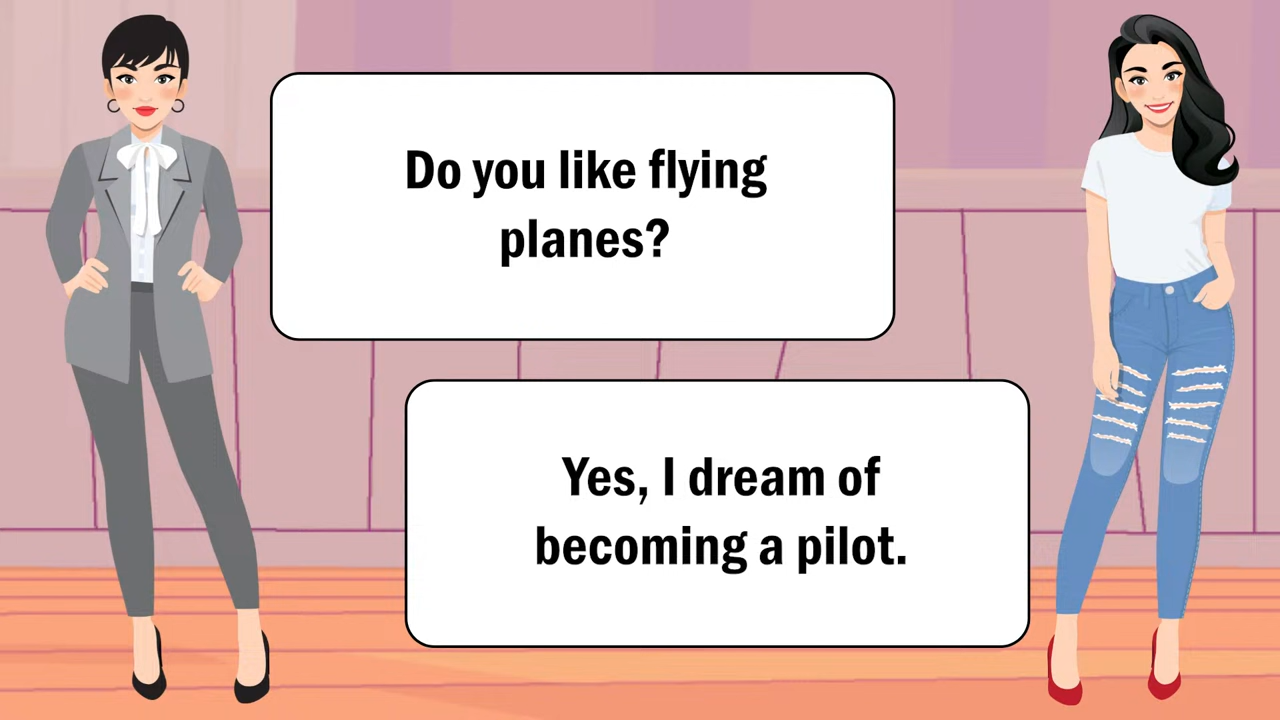 Do you like flying
planes?
Yes, I dream of
becoming a pilot.